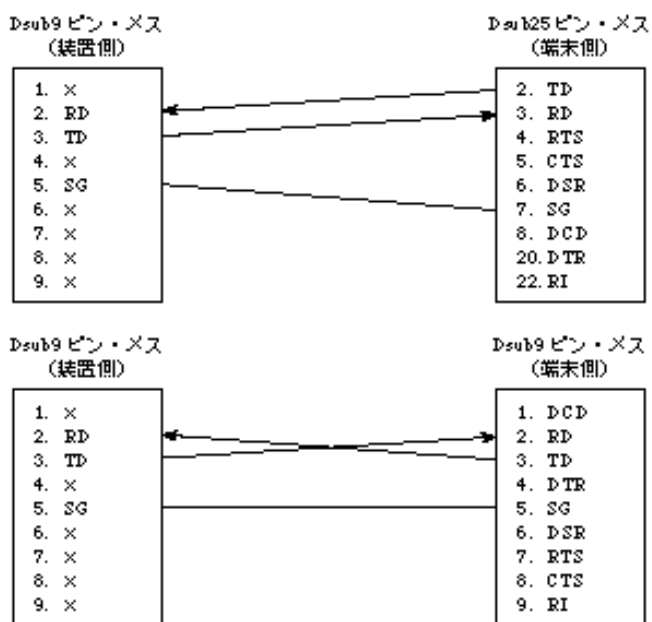 Dsub9ピン・メス
(装置側)
1. ×
2. RD
3. TD
4. ×
5. SG
6. ×
7. ×
8. ×
9. ×
Dsub25ピン・メス
(端末側)
2. TD
3. RD
4. RTS
5. CTS
6. DSR
7. SG
8. DCD
20. DTR
22. RI
Dsub9ピン・メス
(装置側)
1. ×
2. RD
3. TD
4. ×
5. SG
6. ×
7. ×
8. ×
9. ×
Dsub9ピン・メス
(端末側)
1. DCD
2. RD
3. TD
4. DTR
5. SG
6. DSR
7. RTS
8. CTS
9. RI